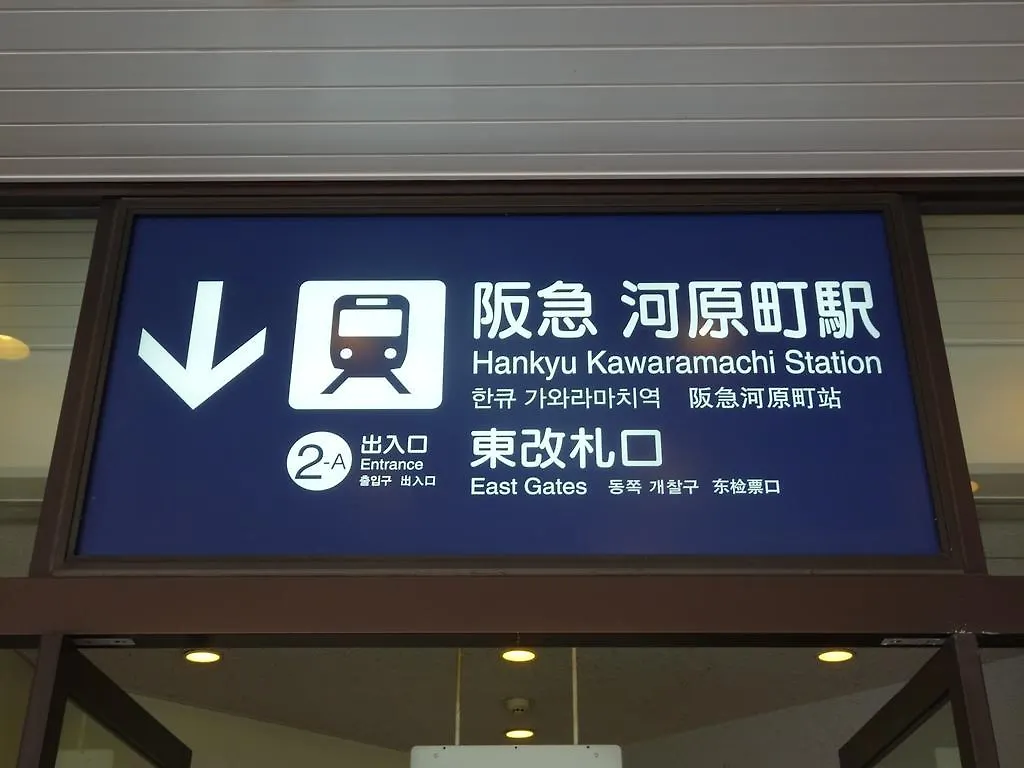 阪急 河原町駅
Hankyu Kawaramachi Station
한큐 가와라마치역 阪急河原町站
2-A
出入口
Entrance
출입구 出入口
東改札口
East Gates 동쪽 개찰구 东检票口